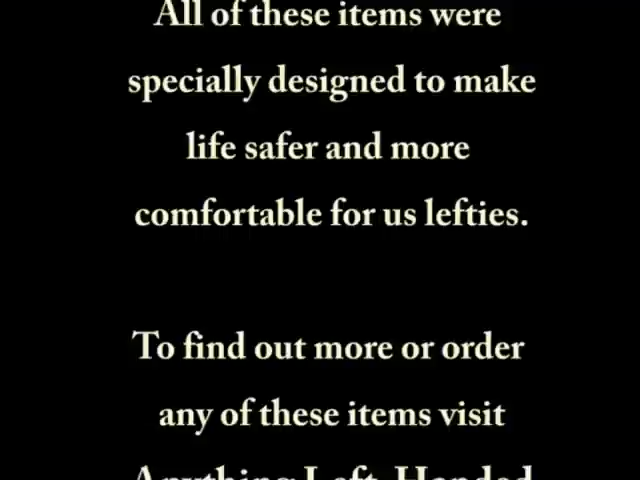 All of these items were
specially designed to make
life safer and more
comfortable for us lefties.
To find out more or order
any of these items visit
Anything Left-Handed